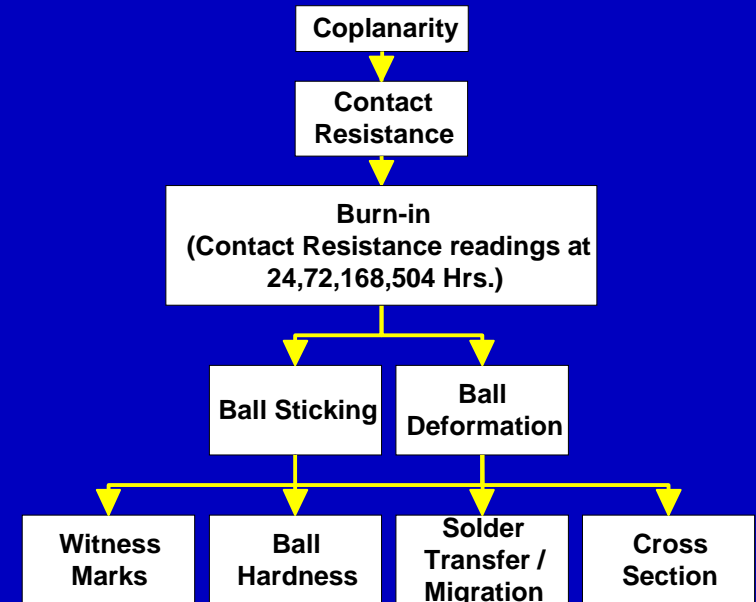 Coplanarity
Contact
Resistance
Burn-in
(Contact Resistance readings at
24,72,168,504 Hrs.)
Ball Sticking
Ball
Deformation
Witness
Marks
Ball
Hardness
Solder
Transfer /
Migration
Cross
Section